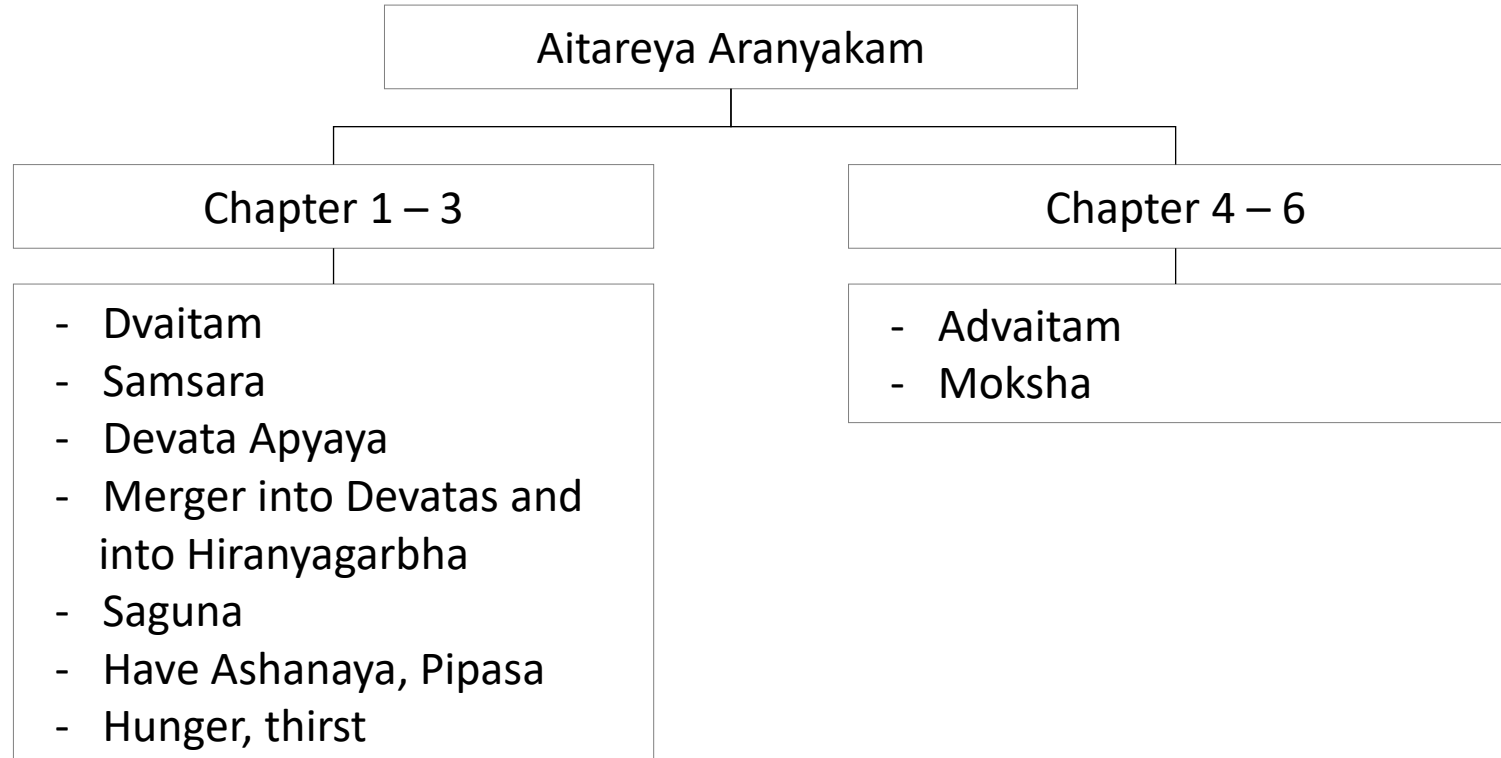 Aitareya Aranyakam
Chapter 1 – 3
- Dvaitam
- Samsara
- Devata Apyaya
- Merger into Devatas and
into Hiranyagarbha
- Saguna
- Have Ashanaya, Pipasa
- Hunger, thirst
Chapter 4 – 6
- Advaitam
- Moksha